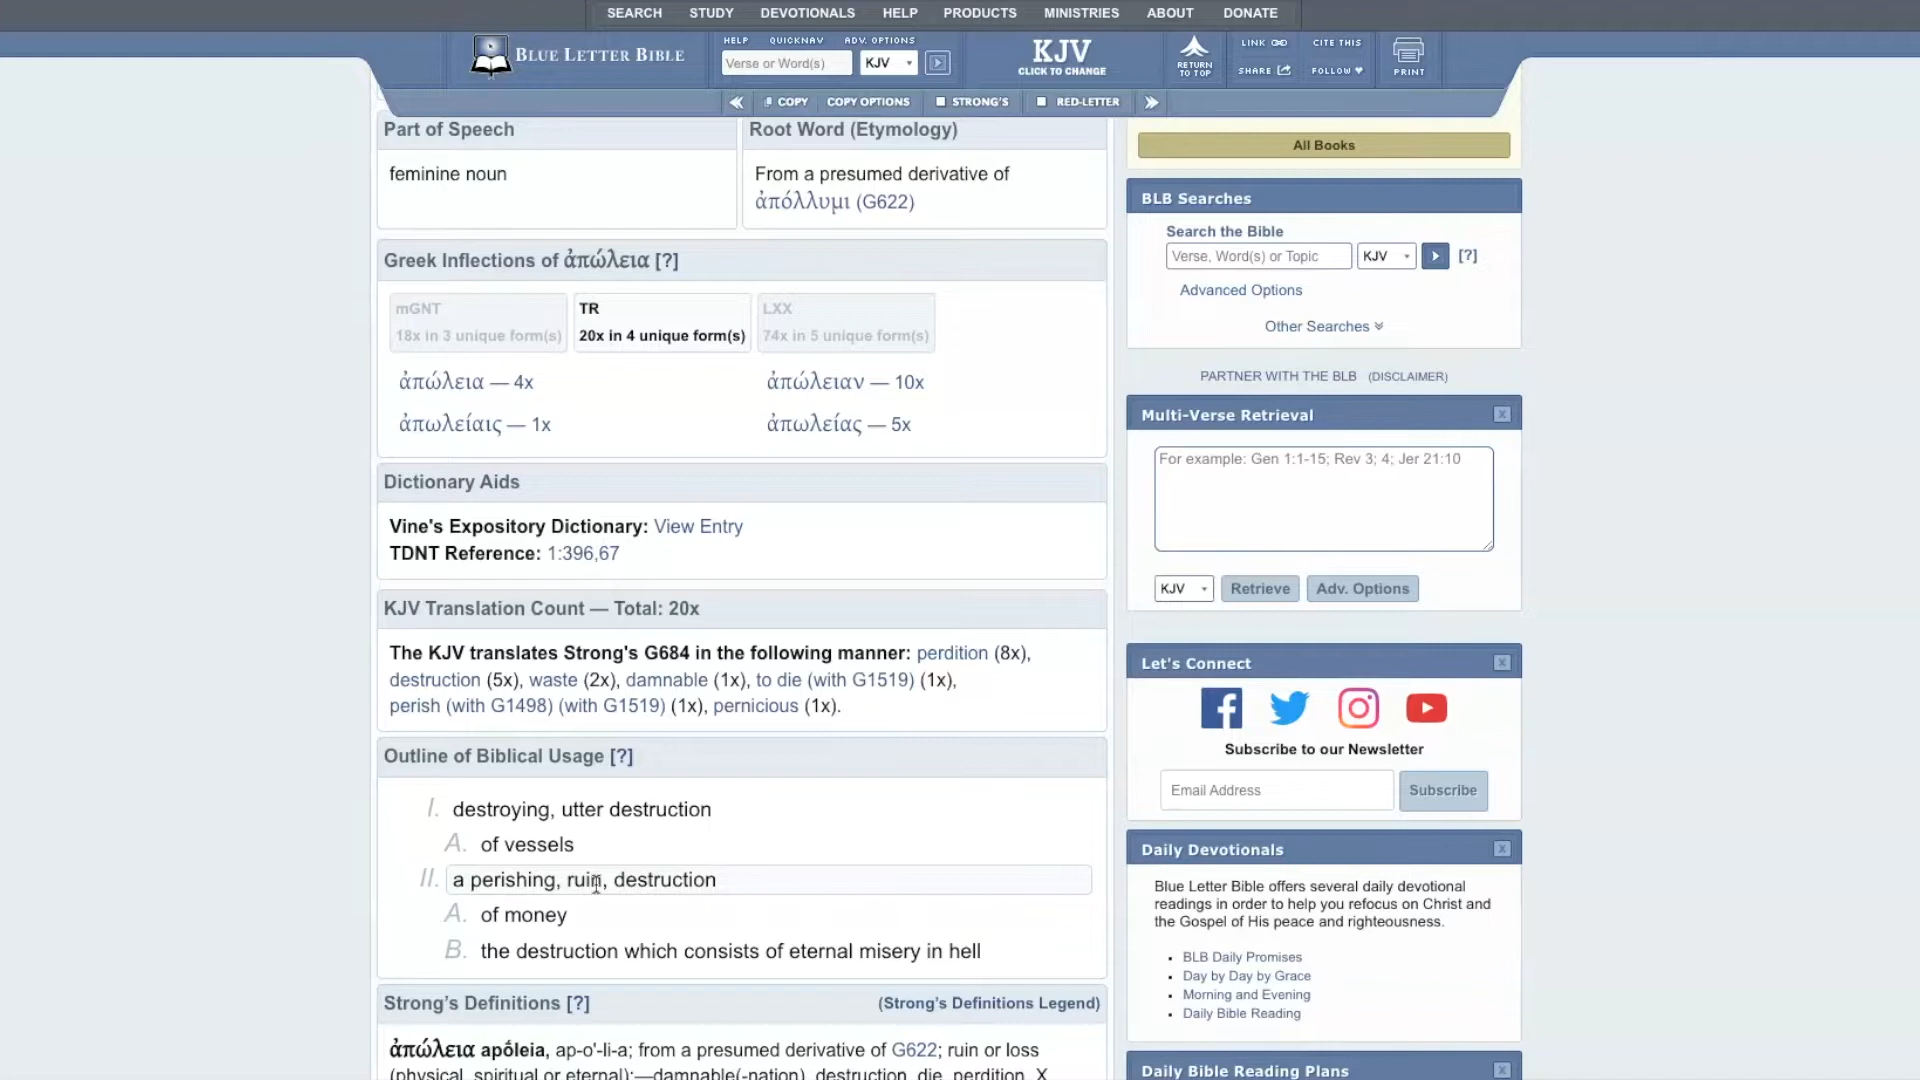 SEARCH STUDY DEVOTIONALS HELP PRODUCTS MINISTRIES ABOUT DONATE
BLUE LETTER BIBLE
HELP QUICKNAV ADV. OPTIONS
Verse or Word(s) KJV
KJV
CLICK TO CHANGE
RETURN
TO TOP
LINK CITE THIS
SHARE FOLLOW
PRINT
COPY COPY OPTIONS STRONG'S RED-LETTER
Part of Speech
feminine noun
Root Word (Etymology)
From a presumed derivative of
ἀπόλλυμι (G622)
Greek Inflections of ἀπώλεια [?]
mGNT
18x in 3 unique form(s)
TR
20x in 4 unique form(s)
LXX
74x in 5 unique form(s)
ἀπώλεια — 4x
ἀπώλειαν — 10x
ἀπωλείαις — 1x
ἀπωλείας — 5x
Dictionary Aids
Vine's Expository Dictionary: View Entry
TDNT Reference: 1:396,67
KJV Translation Count — Total: 20x
The KJV translates Strong's G684 in the following manner: perdition (8x),
destruction (5x), waste (2x), damnable (1x), to die (with G1519) (1x),
perish (with G1498) (with G1519) (1x), pernicious (1x).
Outline of Biblical Usage [?]
I. destroying, utter destruction
A. of vessels
II. a perishing, ruin, destruction
A. of money
B. the destruction which consists of eternal misery in hell
Strong's Definitions [?] (Strong's Definitions Legend)
ἀπώλεια apṓleia, ap-o'-li-a; from a presumed derivative of G622; ruin or loss
(physical, spiritual or eternal):—damnable(-nation), destruction, die, perdition, X
All Books
BLB Searches
Search the Bible
Verse, Word(s) or Topic KJV [?]
Advanced Options
Other Searches
PARTNER WITH THE BLB (DISCLAIMER)
Multi-Verse Retrieval x
For example: Gen 1:1-15; Rev 3; 4; Jer 21:10
KJV Retrieve Adv. Options
Let's Connect x
Subscribe to our Newsletter
Email Address Subscribe
Daily Devotionals x
Blue Letter Bible offers several daily devotional
readings in order to help you refocus on Christ and
the Gospel of His peace and righteousness.
BLB Daily Promises
Day by Day by Grace
Morning and Evening
Daily Bible Reading
Daily Bible Reading Plans x